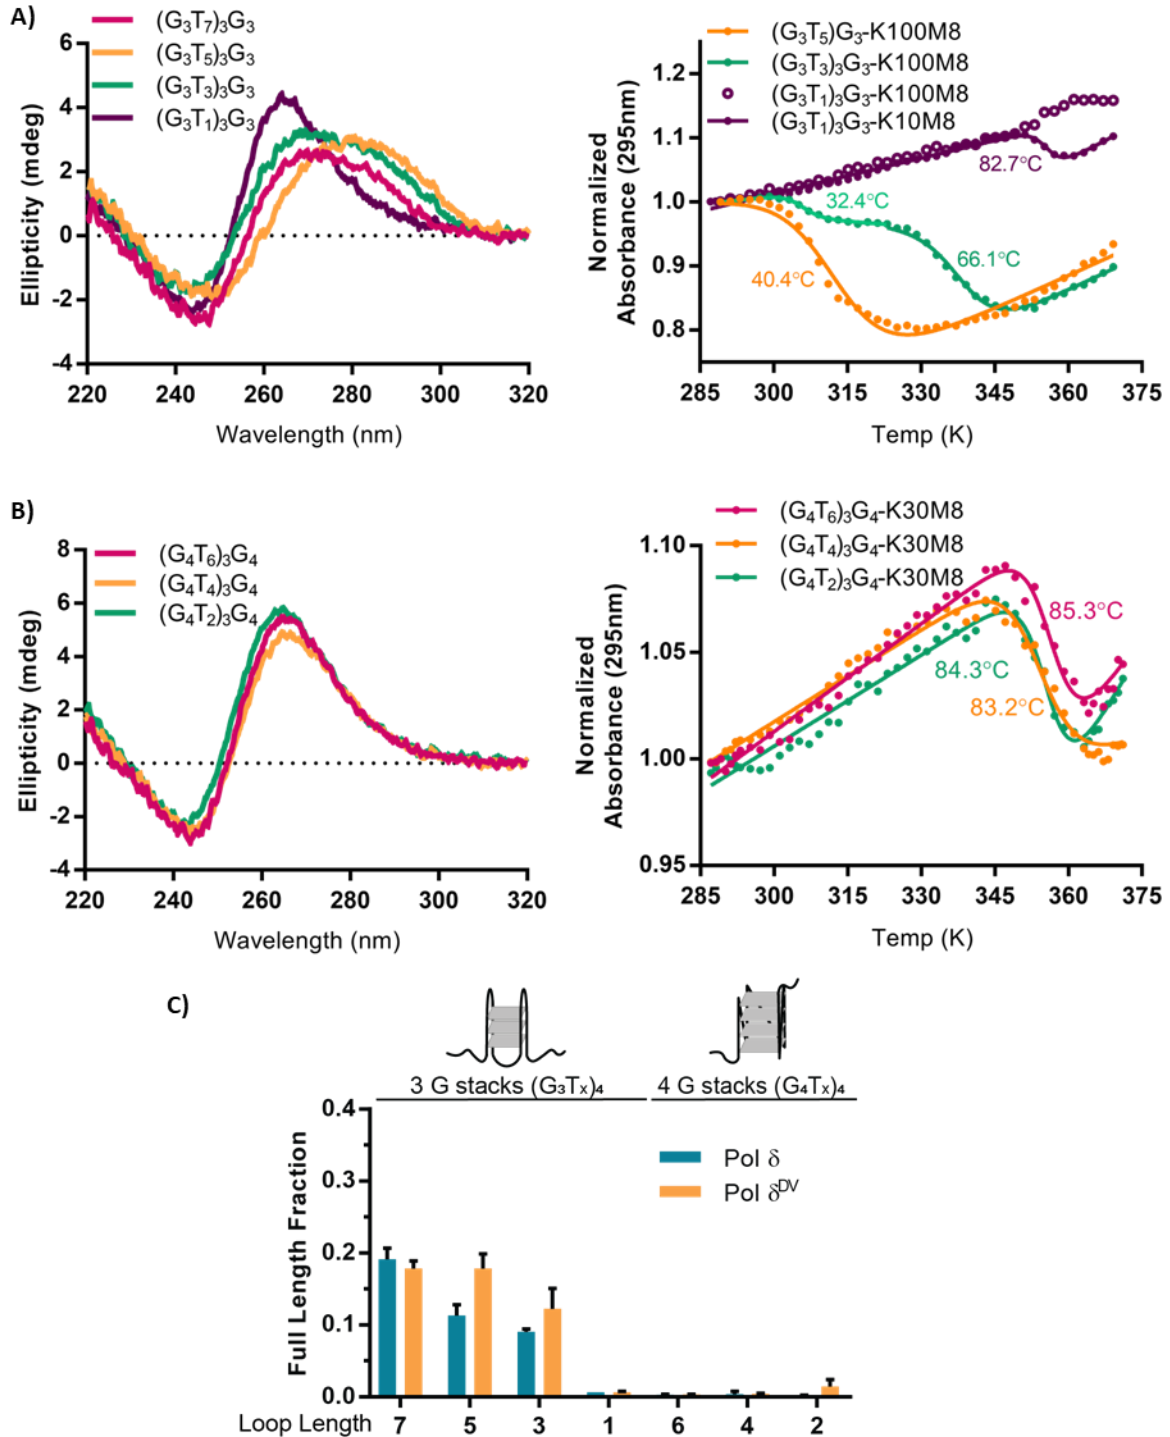 A)
(G₃T₇)₃G₃
(G₃T₅)₃G₃
(G₃T₃)₃G₃
(G₃T₁)₃G₃
Ellipticity (mdeg)
6
4
2
0
-2
-4
220 240 260 280 300 320
Wavelength (nm)
(G₃T₅)G₃-K100M8
(G₃T₃)₃G₃-K100M8
(G₃T₁)₃G₃-K100M8
(G₃T₁)₃G₃-K10M8
Normalized
Absorbance (295nm)
1.2
1.1
1.0
0.9
0.8
82.7°C
32.4°C
66.1°C
40.4°C
285 300 315 330 345 360 375
Temp (K)
B)
(G₄T₆)₃G₄
(G₄T₄)₃G₄
(G₄T₂)₃G₄
Ellipticity (mdeg)
8
6
4
2
0
-2
-4
220 240 260 280 300 320
Wavelength (nm)
(G₄T₆)₃G₄-K30M8
(G₄T₄)₃G₄-K30M8
(G₄T₂)₃G₄-K30M8
Normalized
Absorbance (295nm)
1.10
1.05
1.00
0.95
85.3°C
84.3°C
83.2°C
285 300 315 330 345 360 375
Temp (K)
C)
3 G stacks (G₃Tₓ)₄ 4 G stacks (G₄Tₓ)₄
Full Length Fraction
0.4
0.3
0.2
0.1
0.0
Pol δ
Pol δᴰⱽ
Loop Length 7 5 3 1 6 4 2